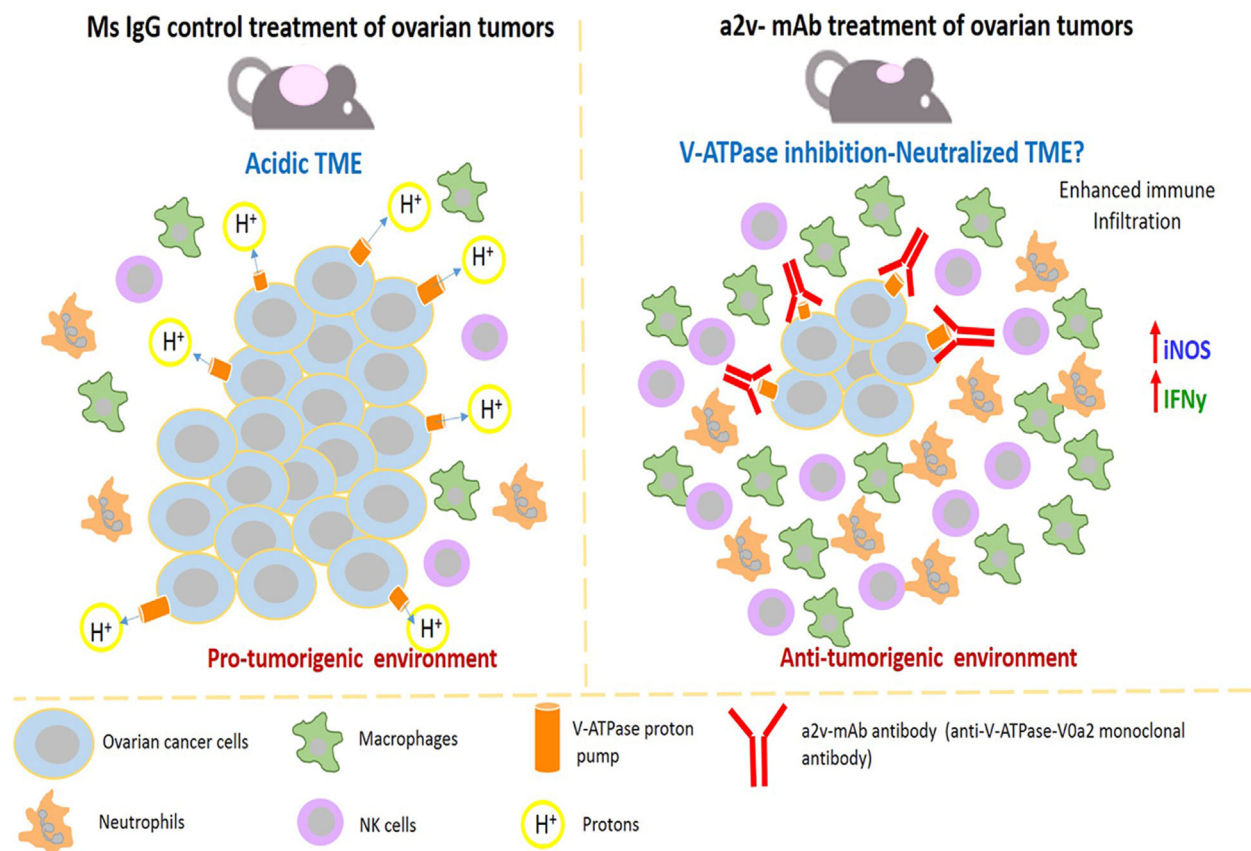 Ms IgG control treatment of ovarian tumors
Acidic TME
H+
H+
H+
H+
H+
H+
H+
Pro-tumorigenic environment
a2v- mAb treatment of ovarian tumors
V-ATPase inhibition-Neutralized TME?
Enhanced immune
Infiltration
iNOS
IFNy
Anti-tumorigenic environment
Ovarian cancer cells
Macrophages
V-ATPase proton
pump
a2v-mAb antibody (anti-V-ATPase-V0a2 monoclonal
antibody)
Neutrophils
NK cells
H+
Protons